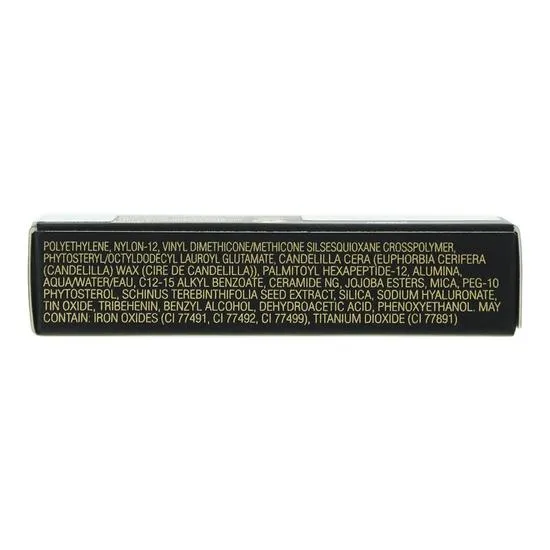 POLYETHYLENE, NYLON-12, VINYL DIMETHICONE/METHICONE SILSESQUIOXANE CROSSPOLYMER,
PHYTOSTERYL/OCTYLDODECYL LAUROYL GLUTAMATE, CANDELILLA CERA (EUPHORBIA CERIFERA
(CANDELILLA) WAX (CIRE DE CANDELILLA)), PALMITOYL HEXAPEPTIDE-12, ALUMINA,
AQUA/WATER/EAU, C12-15 ALKYL BENZOATE, CERAMIDE NG, JOJOBA ESTERS, MICA, PEG-10
PHYTOSTEROL, SCHINUS TEREBINTHIFOLIA SEED EXTRACT, SILICA, SODIUM HYALURONATE,
TIN OXIDE, TRIBEHENIN, BENZYL ALCOHOL, DEHYDROACETIC ACID, PHENOXYETHANOL. MAY
CONTAIN: IRON OXIDES (CI 77491, CI 77492, CI 77499), TITANIUM DIOXIDE (CI 77891)